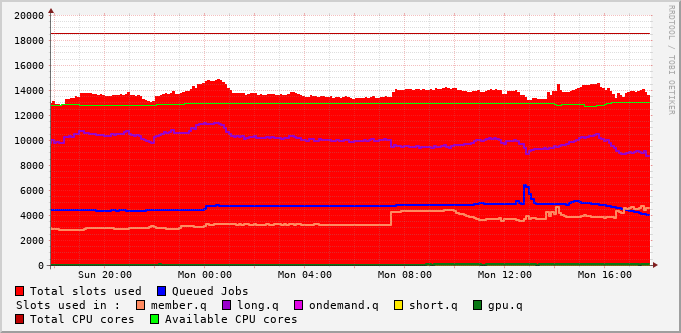 20000
18000
16000
14000
12000
10000
8000
6000
4000
2000
0
Sun 20:00 Mon 00:00 Mon 04:00 Mon 08:00 Mon 12:00 Mon 16:00
RRDTOOL / TOBI OETIKER
Total slots used Queued Jobs
Slots used in : member.q long.q ondemand.q short.q gpu.q
Total CPU cores Available CPU cores